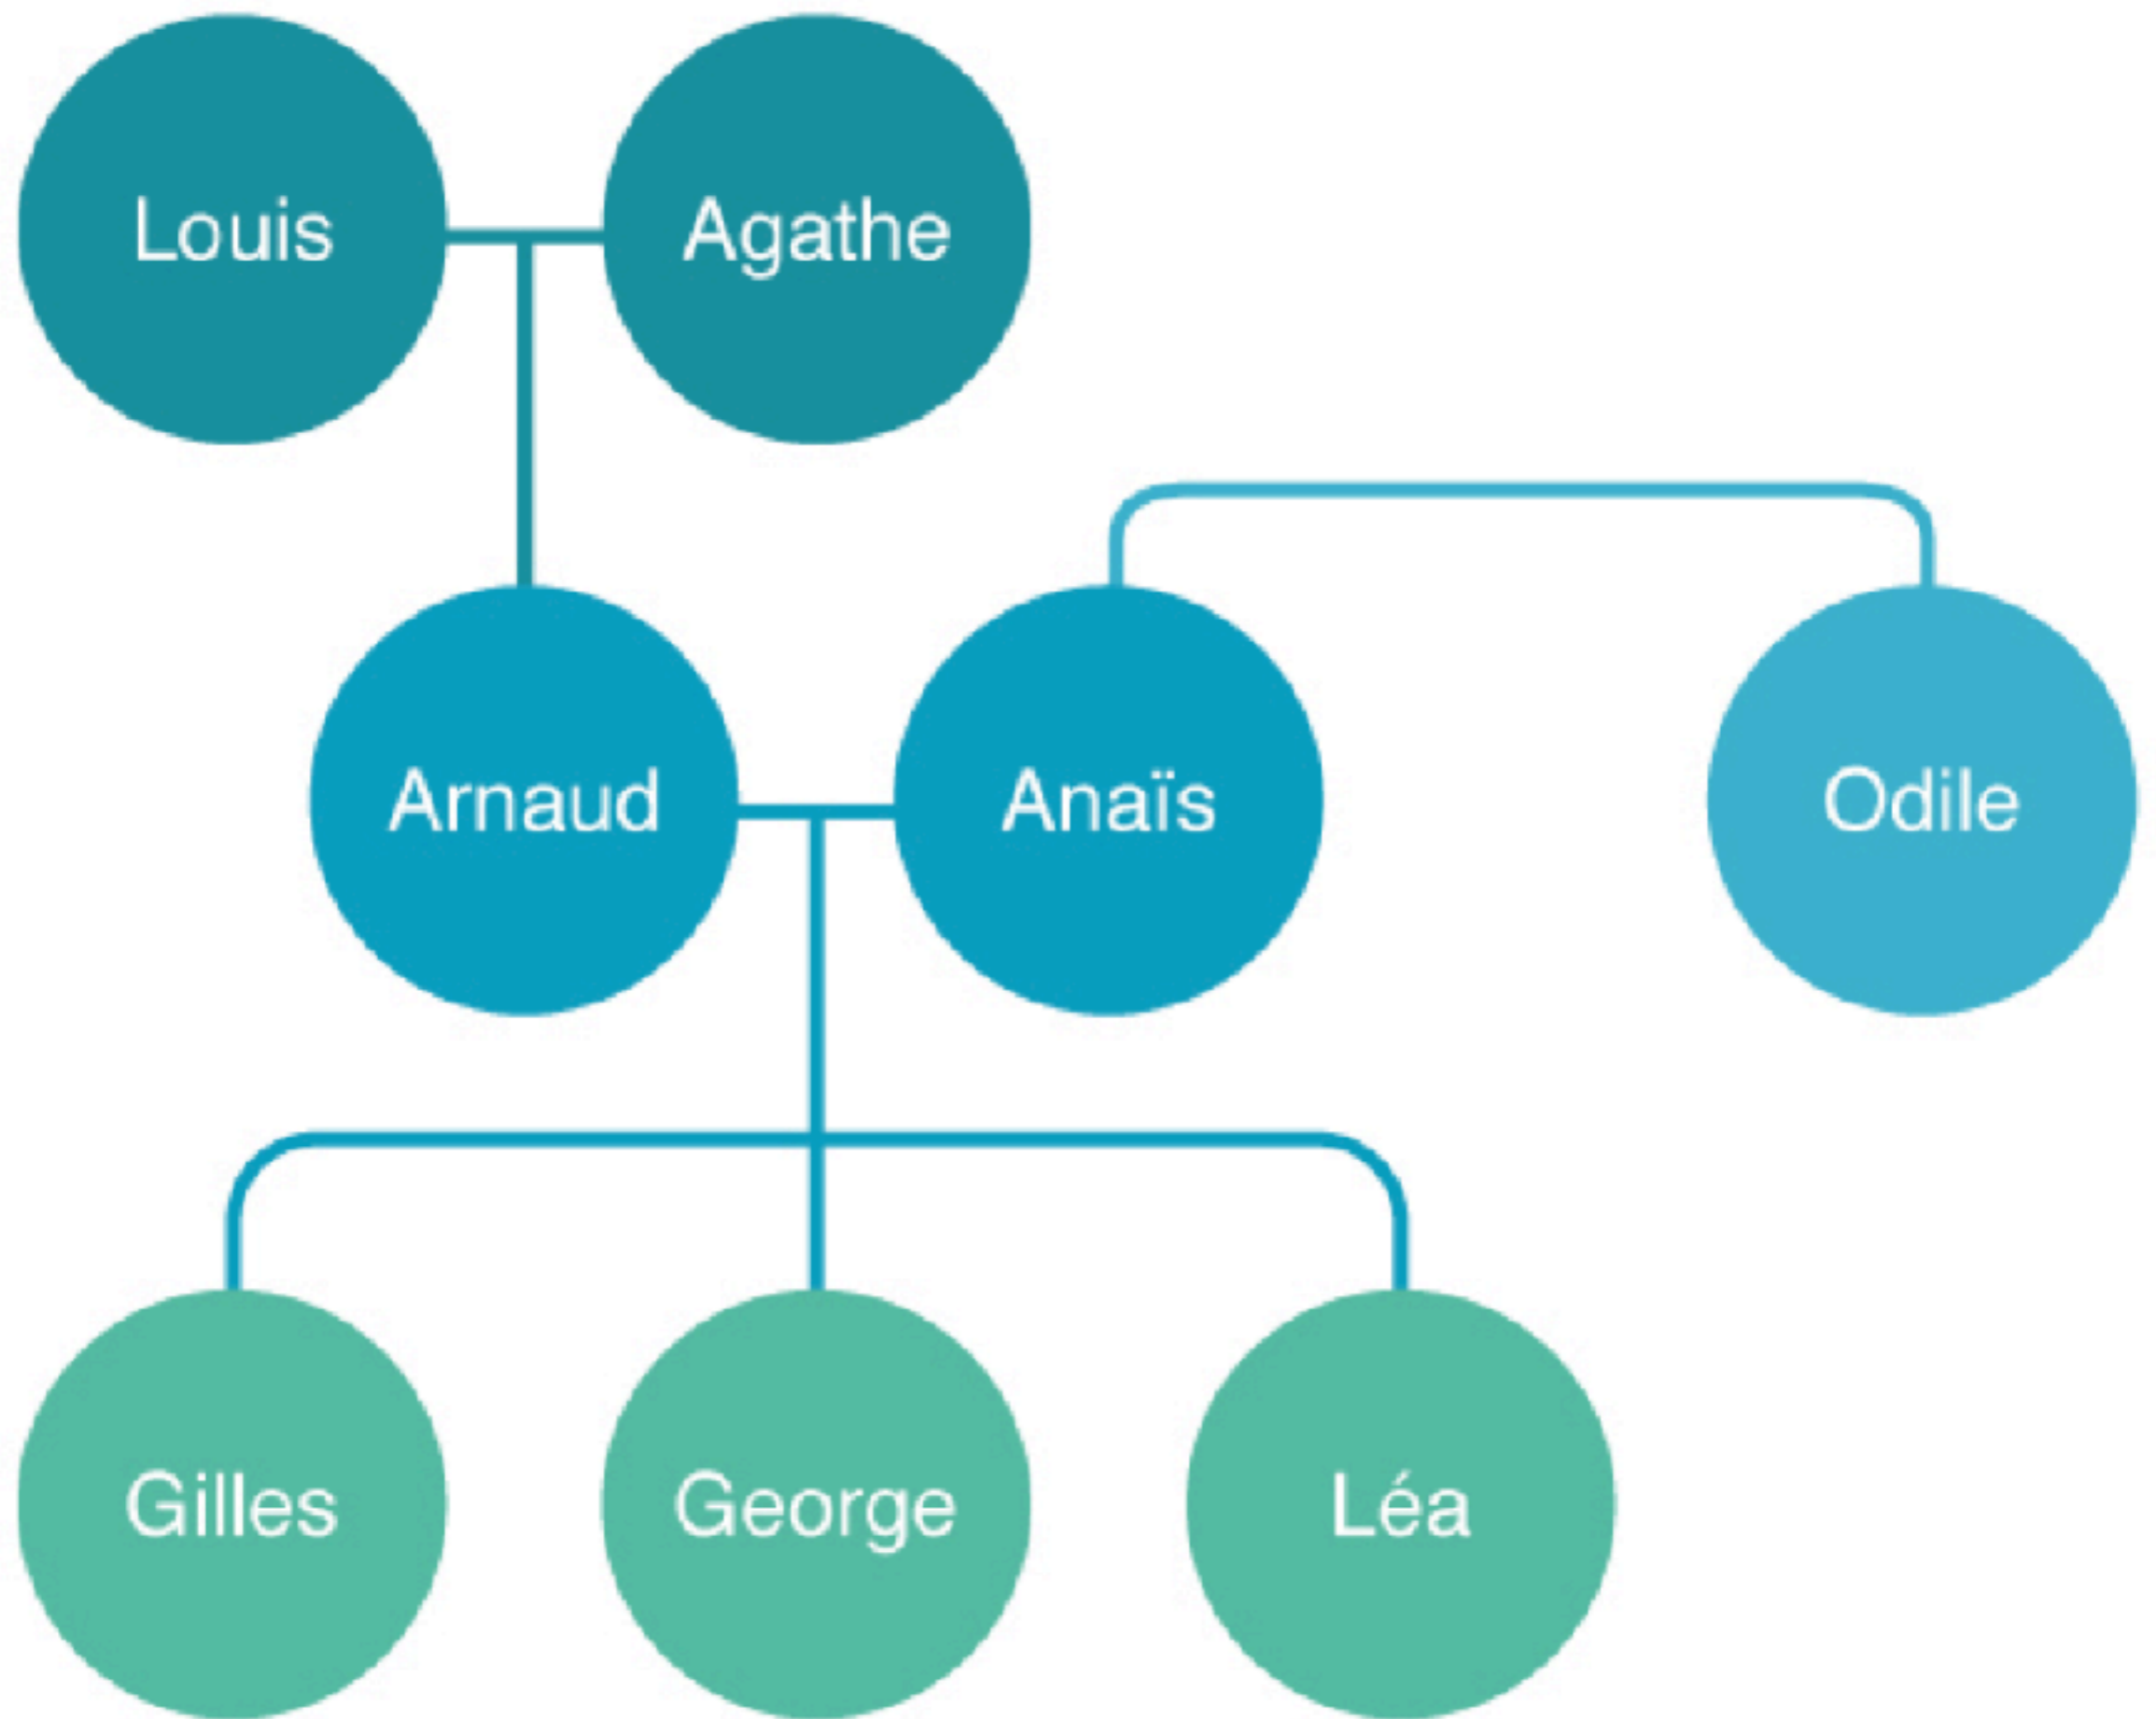 Louis
Agathe
Arnaud
Anaïs
Odile
Gilles
George
Léa